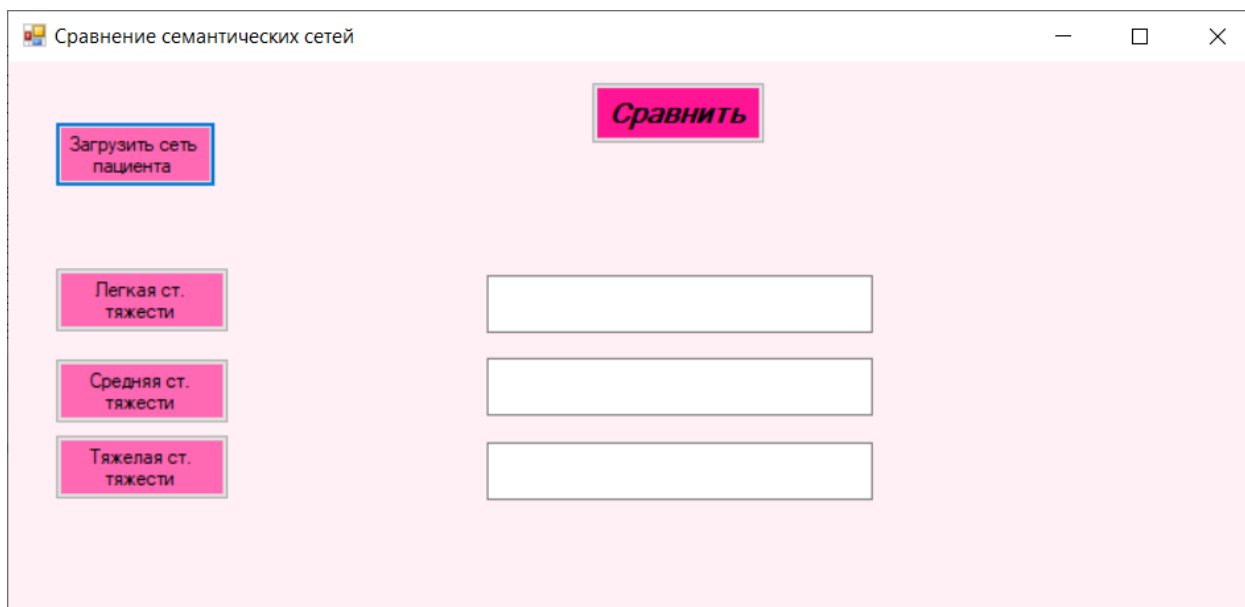 Сравнение семантических сетей
Сравнить
Загрузить сеть
пациента
Легкая ст.
тяжести
Средняя ст.
тяжести
Тяжелая ст.
тяжести